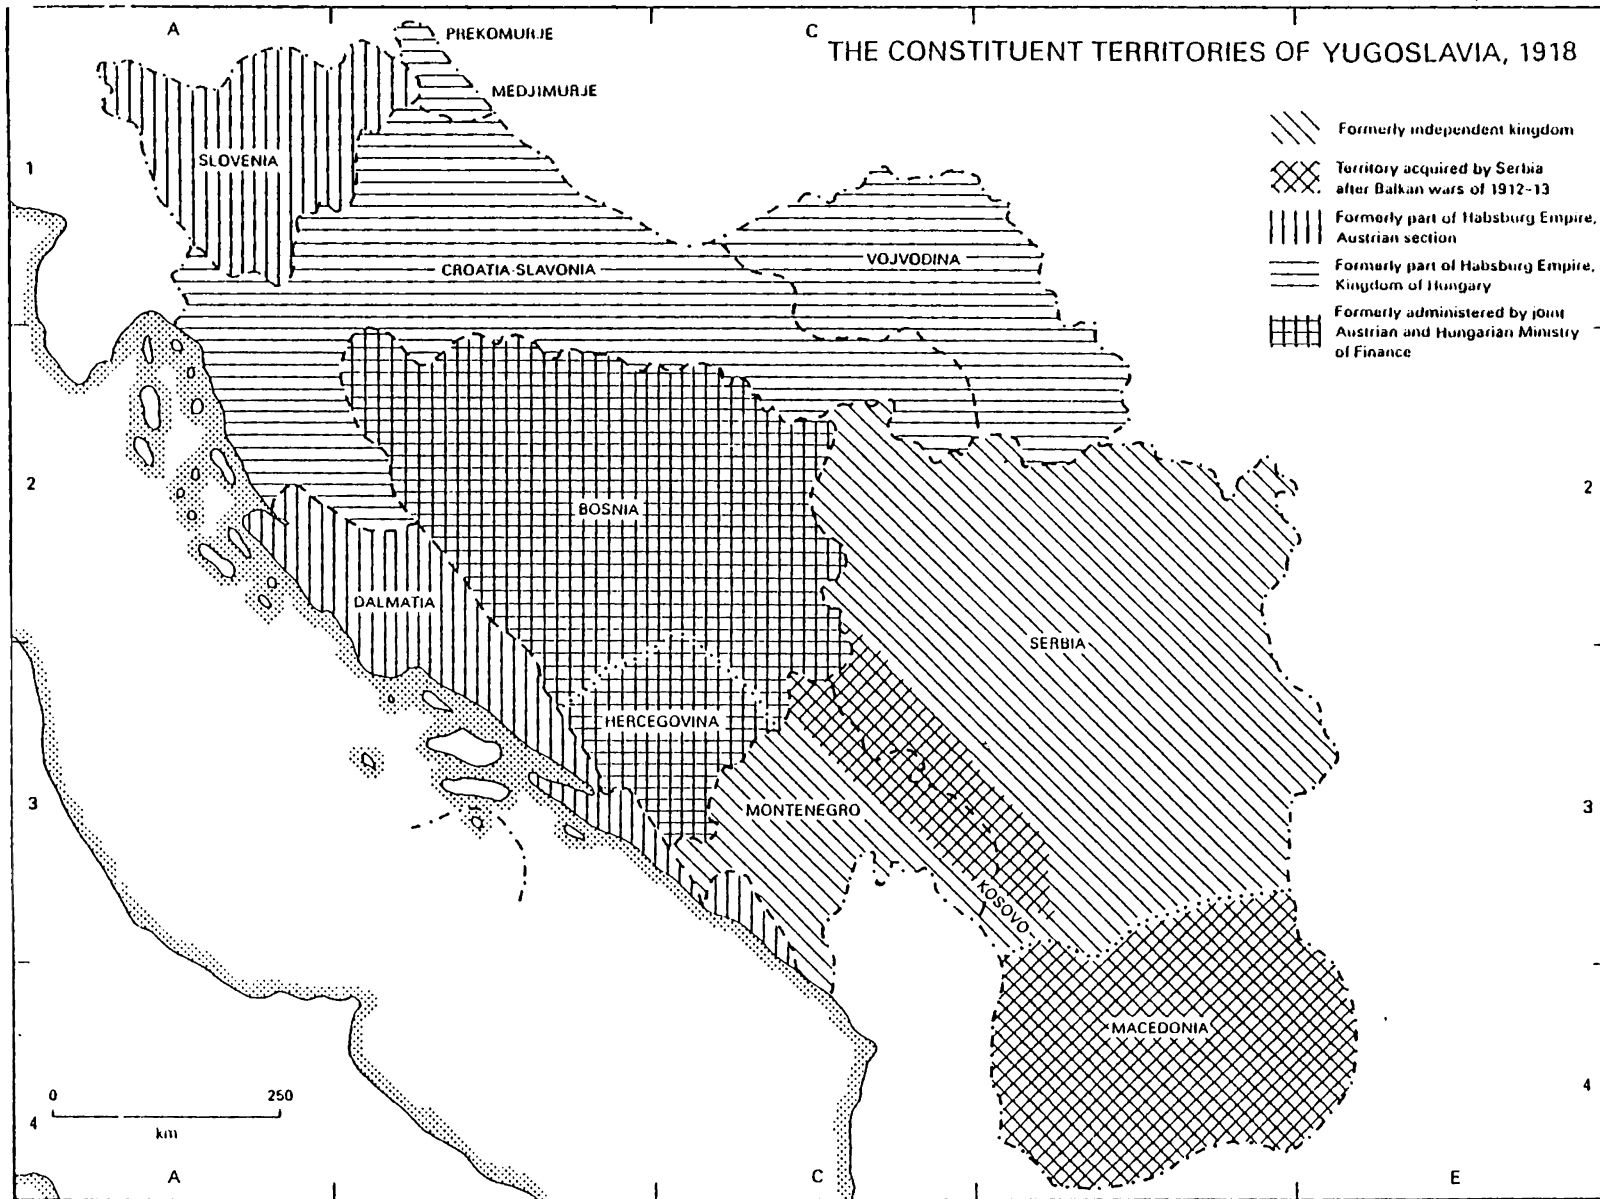 A
C
THE CONSTITUENT TERRITORIES OF YUGOSLAVIA, 1918
PREKOMURJE
MEDJIMURJE
Formerly independent kingdom
Territory acquired by Serbia
after Balkan wars of 1912-13
Formerly part of Habsburg Empire,
Austrian section
Formerly part of Habsburg Empire,
Kingdom of Hungary
Formerly administered by joint
Austrian and Hungarian Ministry
of Finance
1
SLOVENIA
CROATIA-SLAVONIA
VOJVODINA
2
BOSNIA
2
DALMATIA
SERBIA
HERCEGOVINA
3
MONTENEGRO
3
KOSOVO
MACEDONIA
0
250
km
4
4
A
C
E